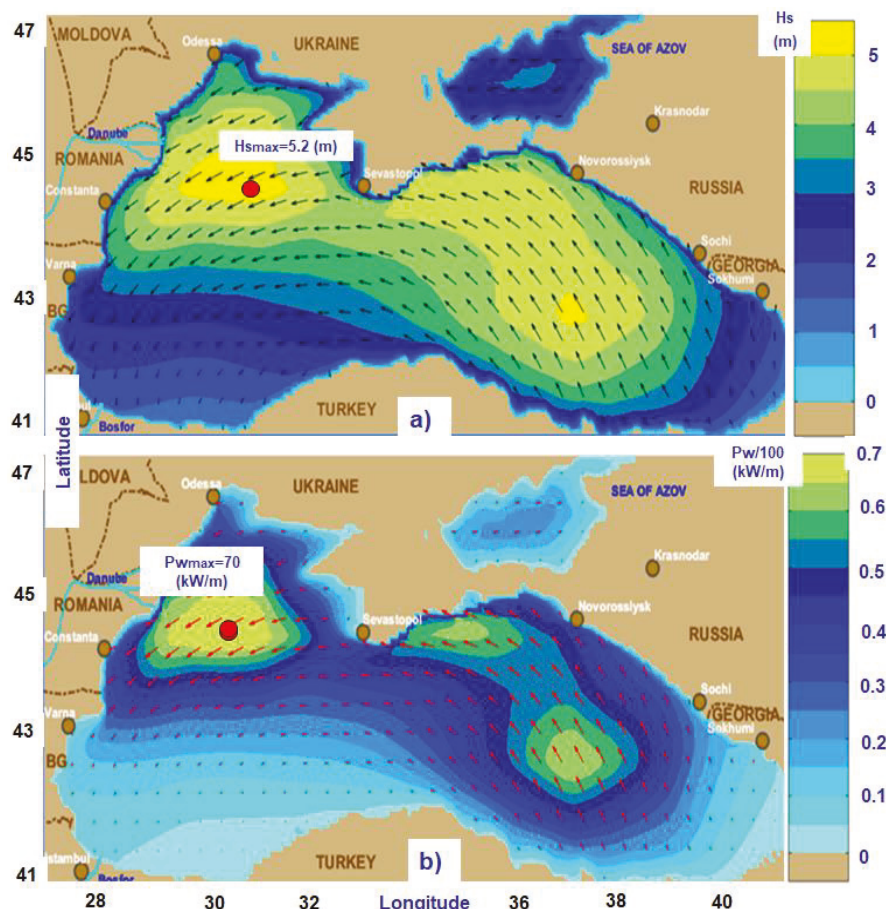 47
MOLDOVA
Odessa
UKRAINE
SEA OF AZOV
Hs
(m)
5
Krasnodar
Danube
Hsmax=5.2 (m)
4
45
ROMANIA
Sevastopol
Novorossiysk
RUSSIA
3
Constanta
Sochi
GEORGIA
Sokhumi
2
Varna
43
BG
1
TURKEY
a)
0
41
Bosfor
Latitude
47
OLDOVA
Odessa
UKRAINE
SEA OF AZOV
Pw/100
(kW/m)
0.7
0.6
Pwmax=70
(kW/m)
Krasnodar
Danube
0.5
45
ROMANIA
Sevastopol
Novorossiysk
RUSSIA
0.4
Constanta
Sochi
GEORGIA
0.3
Sokhumi
Varna
43
BG
0.2
0.1
TURKEY
b)
0
41
istambul
Bosfor
28
30
32
Longitude
36
38
40